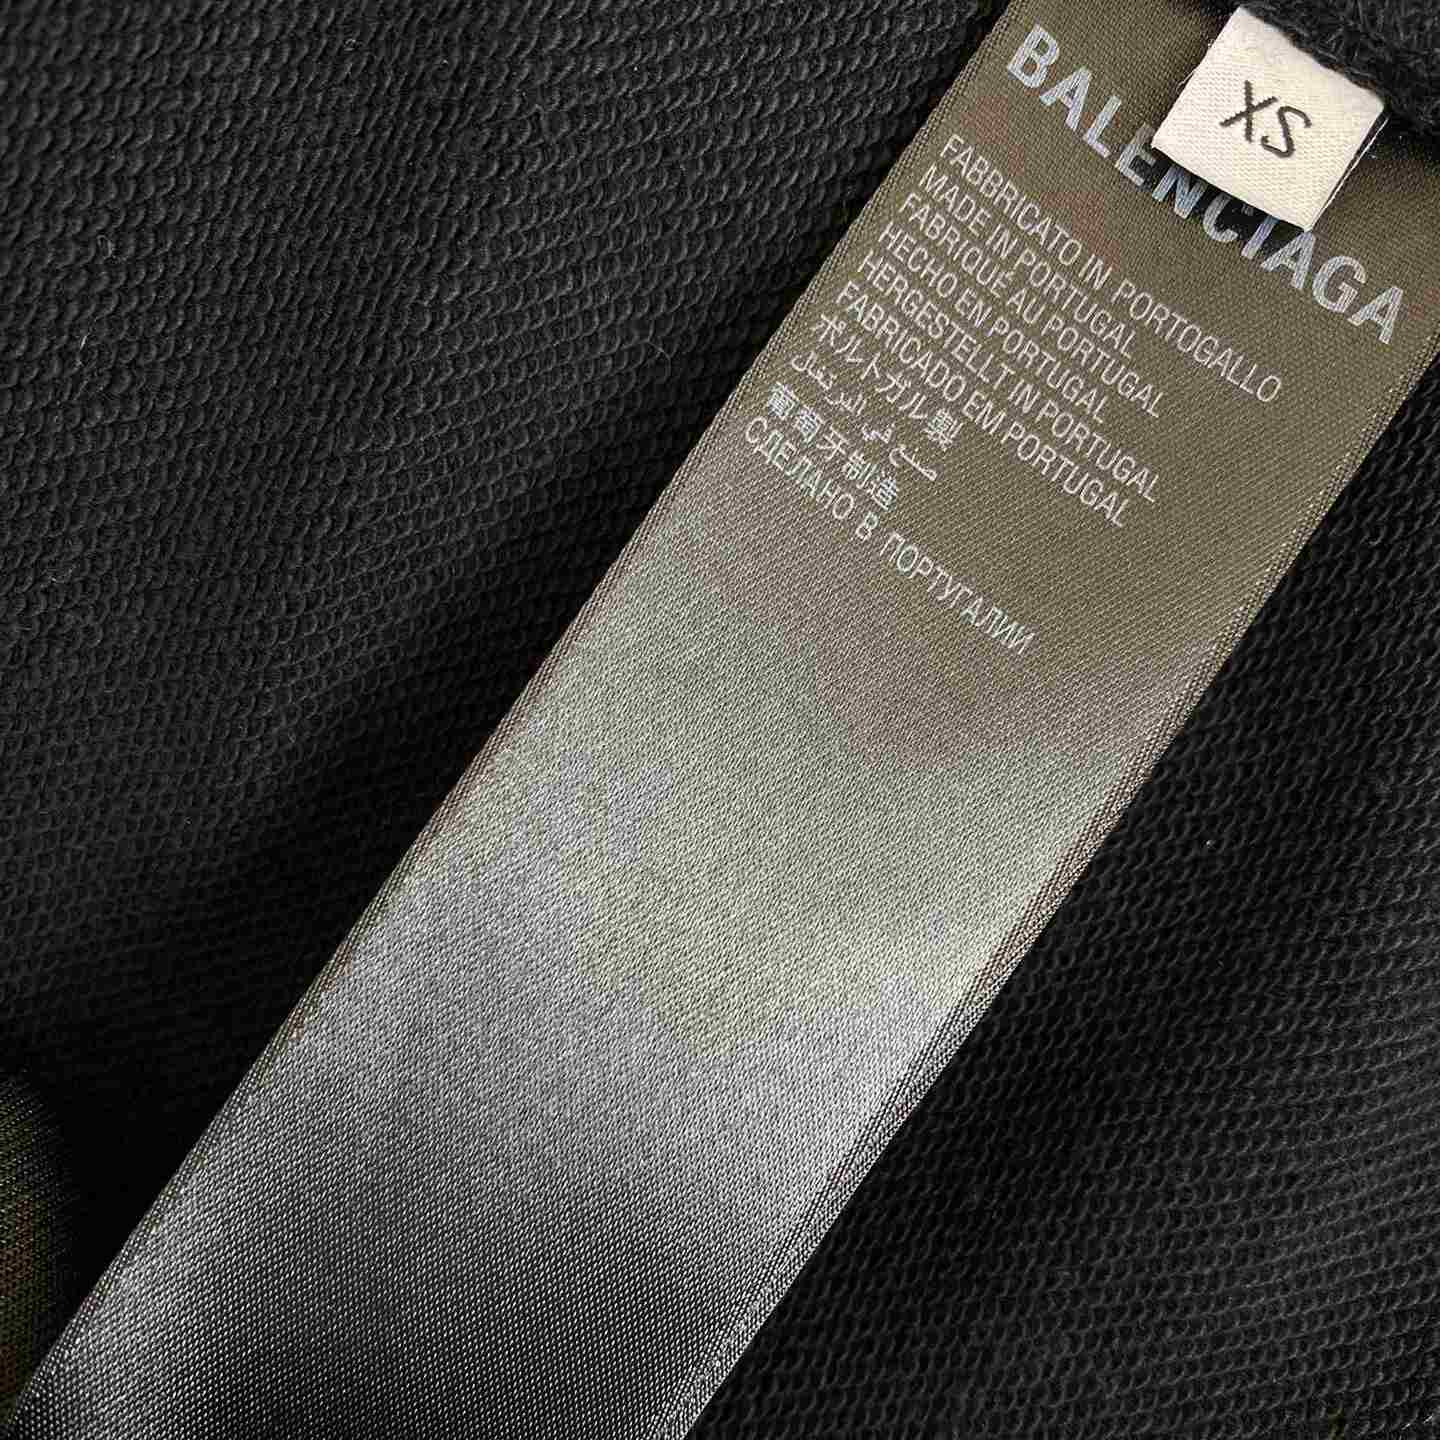 XS
BALENCIAGA
FABBRICATO IN PORTOGALLO
MADE IN PORTUGAL
FABRIQUÉ AU PORTUGAL
HECHO EN PORTUGAL
HERGESTELLT IN PORTUGAL
FABRICADO EM PORTUGAL
ポルトガル製
صنع في البرتغال
葡萄牙制造
СДЕЛАНО В ПОРТУГАЛИИ